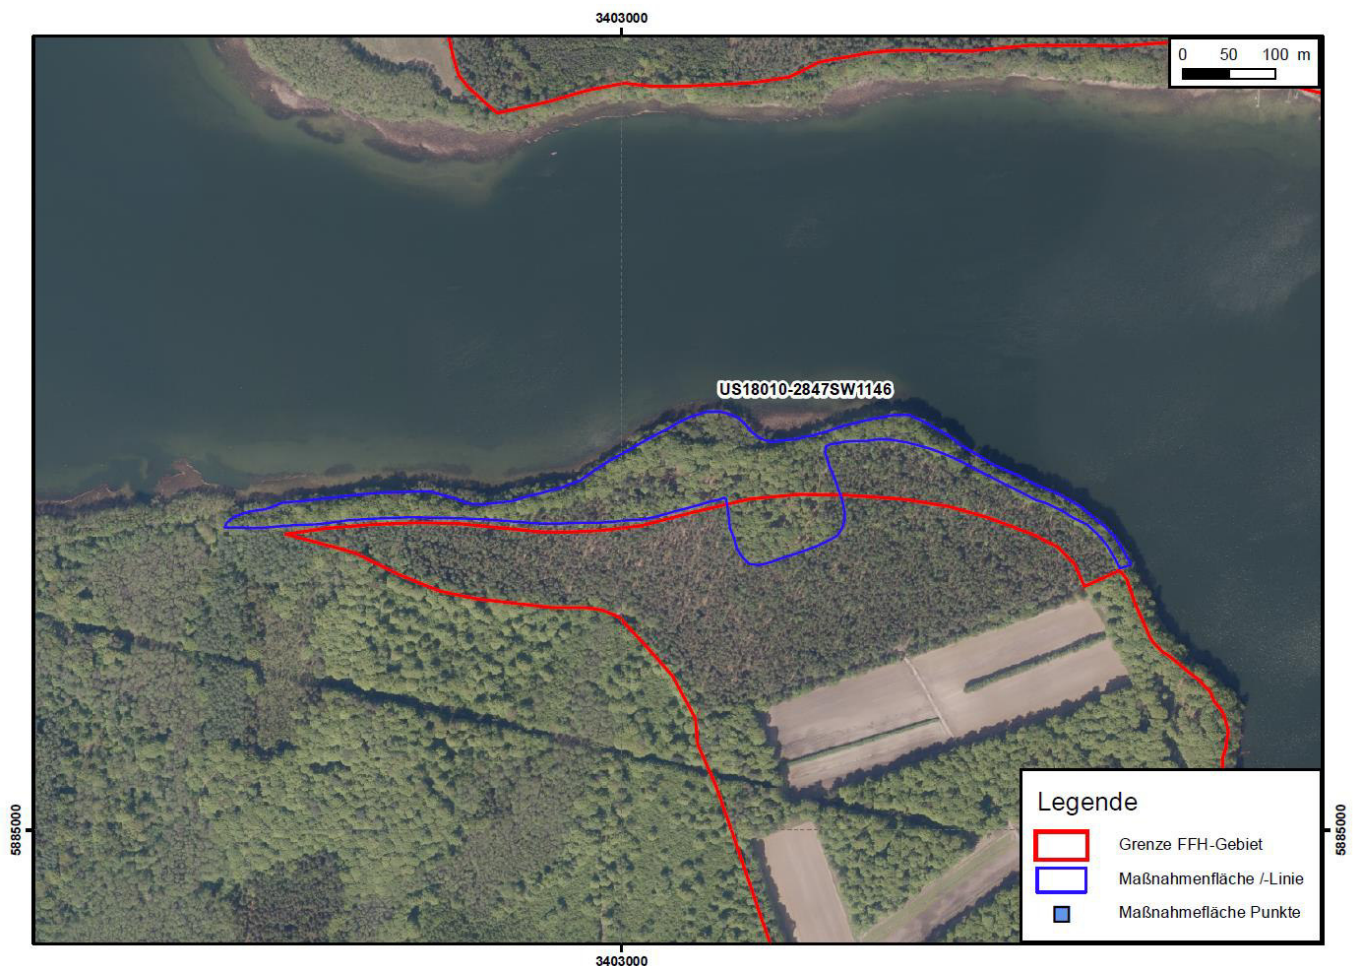 3403000
0 50 100 m
US18010-2847SW1146
5885000
5885000
Legende
Grenze FFH-Gebiet
Maßnahmenfläche /-Linie
Maßnahmefläche Punkte
3403000